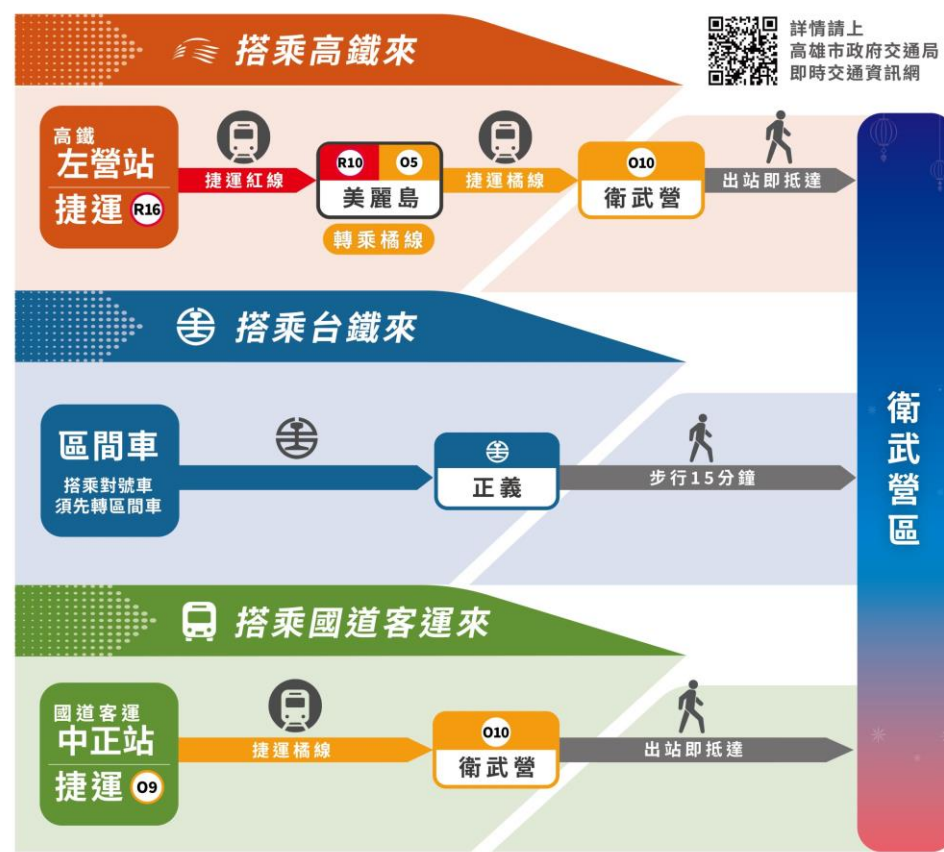 搭乘高鐵來
詳情請上
高雄市政府交通局
即時交通資訊網
高鐵
左營站
捷運 R16
捷運紅線
R10 O5
美麗島
轉乘橘線
捷運橘線
O10
衛武營
出站即抵達
搭乘台鐵來
區間車
搭乘對號車
須先轉區間車
正義
步行15分鐘
衛武營區
搭乘國道客運來
國道客運
中正站
捷運 O9
捷運橘線
O10
衛武營
出站即抵達